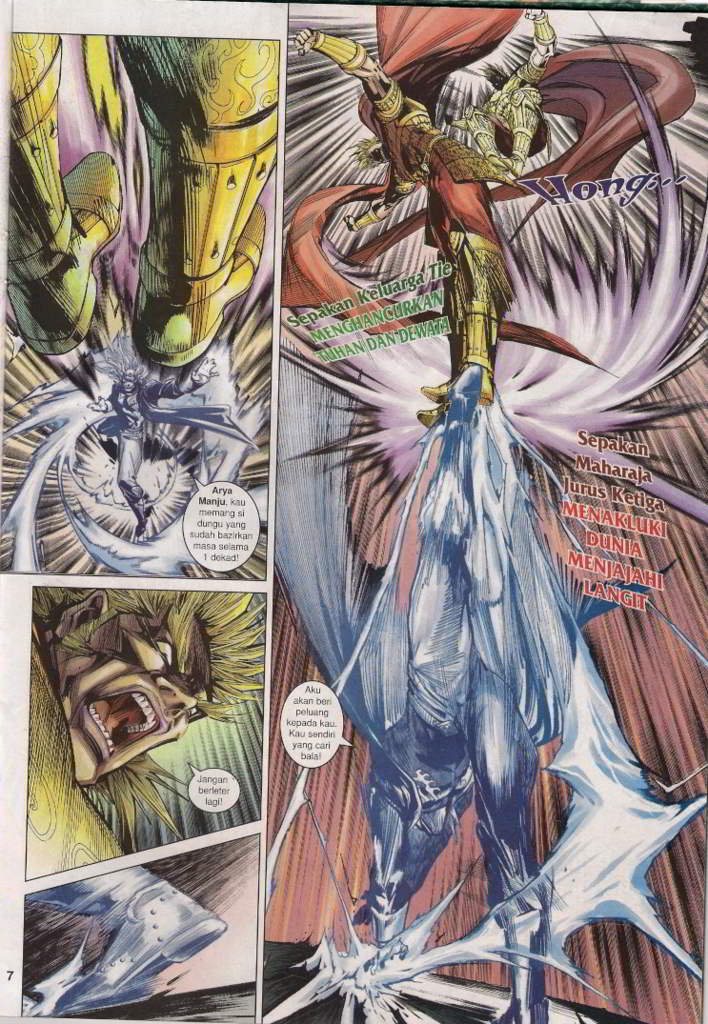 Arya
Manju, kau
memang si
dungu yang
sudah bazirkan
masa selama
1 dekad!
Jangan
berleter
lagi!
Hong...
Sepakan Keluarga Tie
MENGHANCURKAN
TUHAN DAN DEWATA
Sepakan
Maharaja
Jurus Ketiga
MENAKLUKI
DUNIA
MENJAJAHI
LANGIT
Aku
akan beri
peluang
kepada kau.
Kau sendiri
yang cari
bala!
7